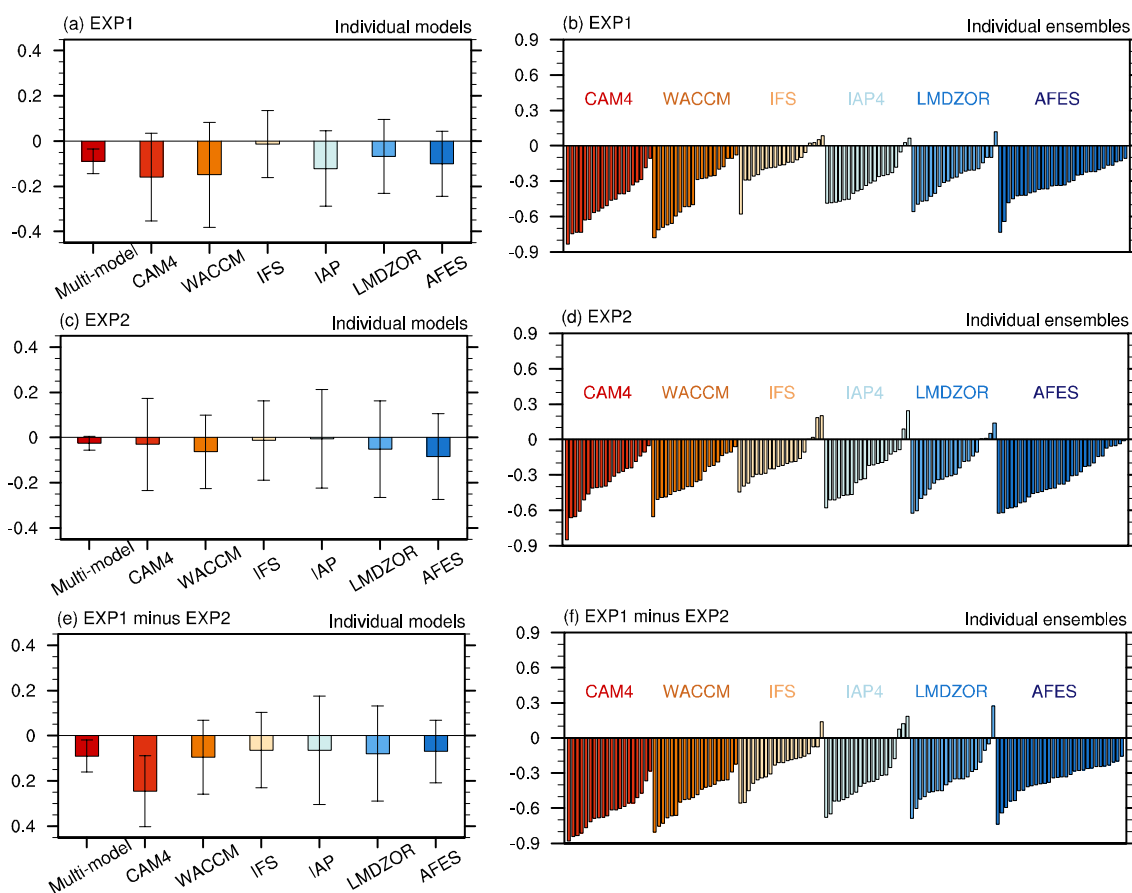 (a) EXP1
Individual models
0.4
0.2
0
-0.2
-0.4
Multi-model
CAM4
WACCM
IFS
IAP
LMDZOR
AFES
(b) EXP1
Individual ensembles
0.9
0.6
0.3
0
-0.3
-0.6
-0.9
CAM4
WACCM
IFS
IAP4
LMDZOR
AFES
(c) EXP2
Individual models
0.4
0.2
0
-0.2
-0.4
Multi-model
CAM4
WACCM
IFS
IAP
LMDZOR
AFES
(d) EXP2
Individual ensembles
0.9
0.6
0.3
0
-0.3
-0.6
-0.9
CAM4
WACCM
IFS
IAP4
LMDZOR
AFES
(e) EXP1 minus EXP2
Individual models
0.4
0.2
0
0.2
0.4
Multi-model
CAM4
WACCM
IFS
IAP
LMDZOR
AFES
(f) EXP1 minus EXP2
Individual ensembles
0.9
0.6
0.3
0
-0.3
-0.6
-0.9
CAM4
WACCM
IFS
IAP4
LMDZOR
AFES